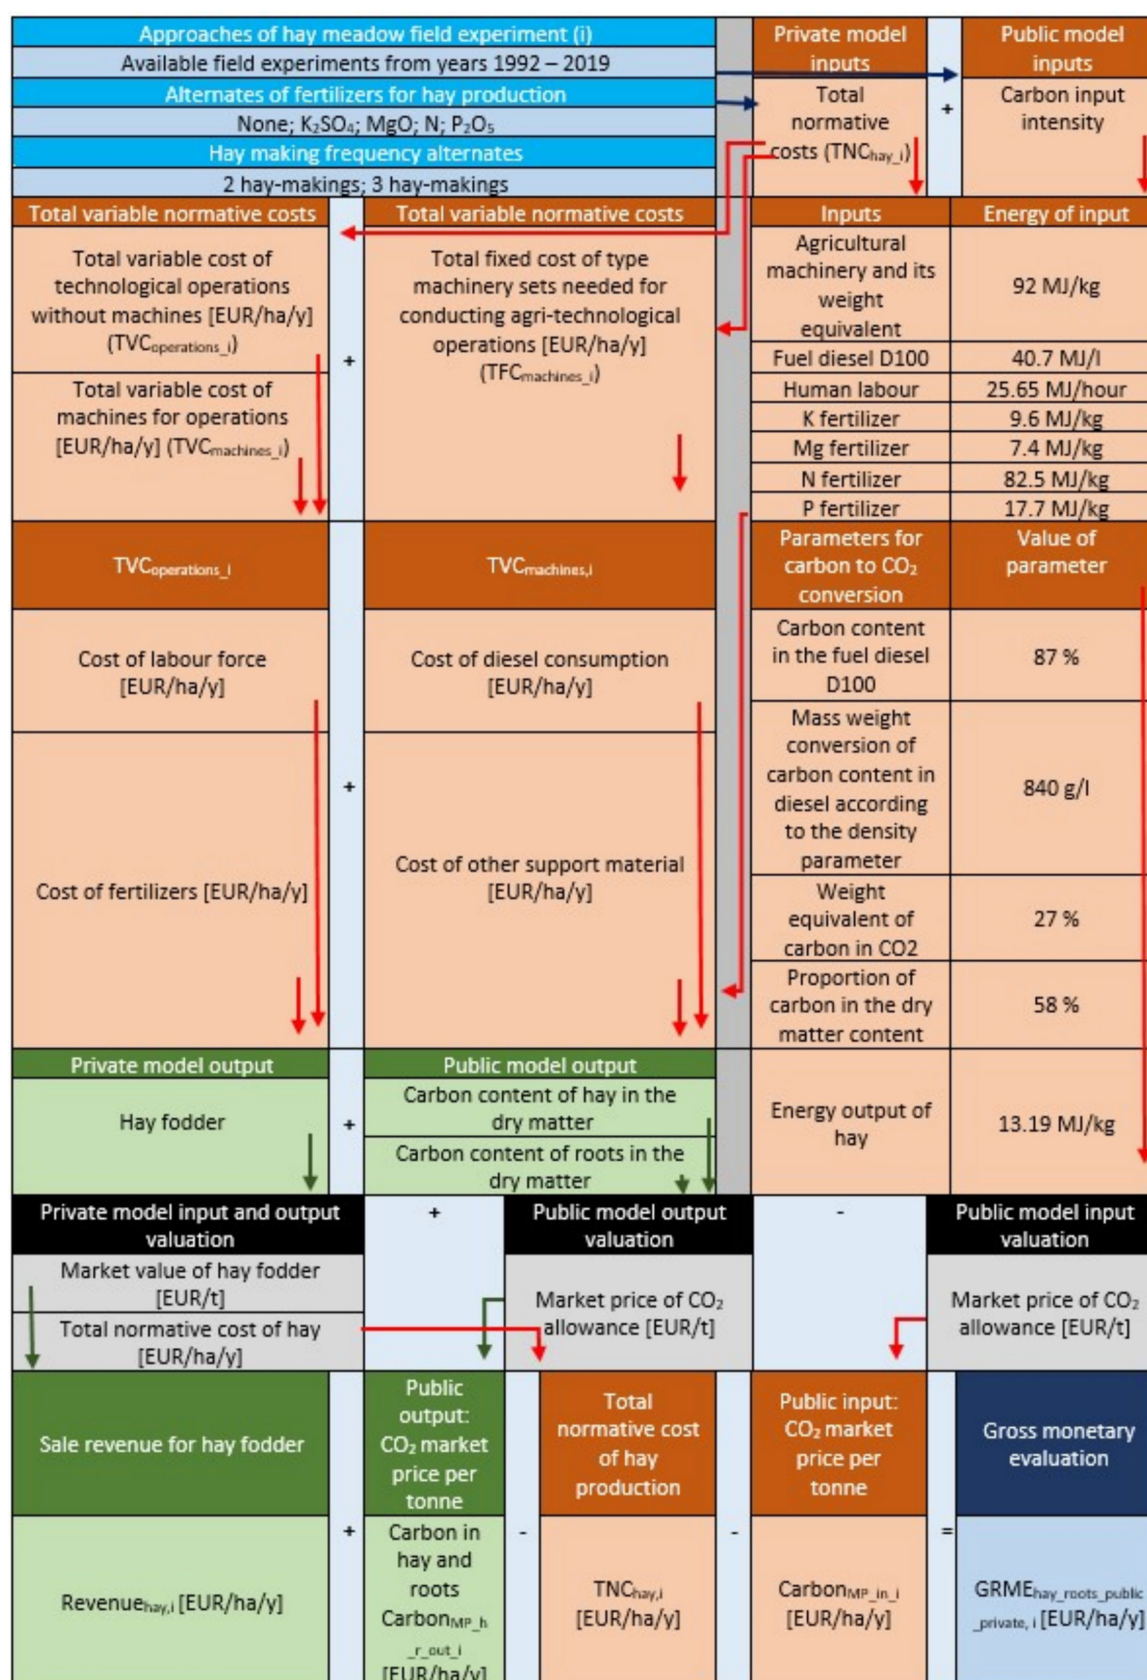 Approaches of hay meadow field experiment (i)
Available field experiments from years 1992 – 2019
Alternates of fertilizers for hay production
None; K₂SO₄; MgO; N; P₂O₅
Hay making frequency alternates
2 hay-makings; 3 hay-makings
Private model
inputs
Total
normative
costs (TNChay_i)
+
Public model
inputs
Carbon input
intensity
Total variable normative costs
Total variable cost of
technological operations
without machines [EUR/ha/y]
(TVCoperations_i)
Total variable cost of
machines for operations
[EUR/ha/y] (TVCmachines_i)
+
Total variable normative costs
Total fixed cost of type
machinery sets needed for
conducting agri-technological
operations [EUR/ha/y]
(TFCmachines_i)
Inputs
Energy of input
Agricultural
machinery and its
weight
equivalent
92 MJ/kg
Fuel diesel D100
40.7 MJ/l
Human labour
25.65 MJ/hour
K fertilizer
9.6 MJ/kg
Mg fertilizer
7.4 MJ/kg
N fertilizer
82.5 MJ/kg
P fertilizer
17.7 MJ/kg
TVCoperations_i
TVCmachines,i
Cost of labour force
[EUR/ha/y]
Cost of diesel consumption
[EUR/ha/y]
+
Cost of fertilizers [EUR/ha/y]
Cost of other support material
[EUR/ha/y]
Parameters for
carbon to CO₂
conversion
Value of
parameter
Carbon content
in the fuel diesel
D100
87 %
Mass weight
conversion of
carbon content in
diesel according
to the density
parameter
840 g/l
Weight
equivalent of
carbon in CO2
27 %
Proportion of
carbon in the dry
matter content
58 %
Energy output of
hay
13.19 MJ/kg
Private model output
Hay fodder
+
Public model output
Carbon content of hay in the
dry matter
Carbon content of roots in the
dry matter
Private model input and output
valuation
+
Public model output
valuation
-
Public model input
valuation
Market value of hay fodder
[EUR/t]
Total normative cost of hay
[EUR/ha/y]
Market price of CO₂
allowance [EUR/t]
Market price of CO₂
allowance [EUR/t]
Sale revenue for hay fodder
Public
output:
CO₂ market
price per
tonne
Total
normative cost
of hay
production
Public input:
CO₂ market
price per
tonne
Gross monetary
evaluation
Revenuehay,i [EUR/ha/y]
+
Carbon in
hay and
roots
CarbonMP_h
_r_out_i
[EUR/ha/y]
-
TNChay,i
[EUR/ha/y]
-
CarbonMP_in_i
[EUR/ha/y]
=
GRMEhay_roots_public
_private, i [EUR/ha/y]